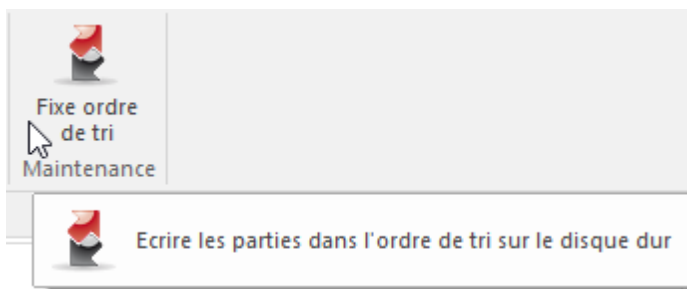 Fixe ordre
de tri
Maintenance
Ecrire les parties dans l'ordre de tri sur le disque dur